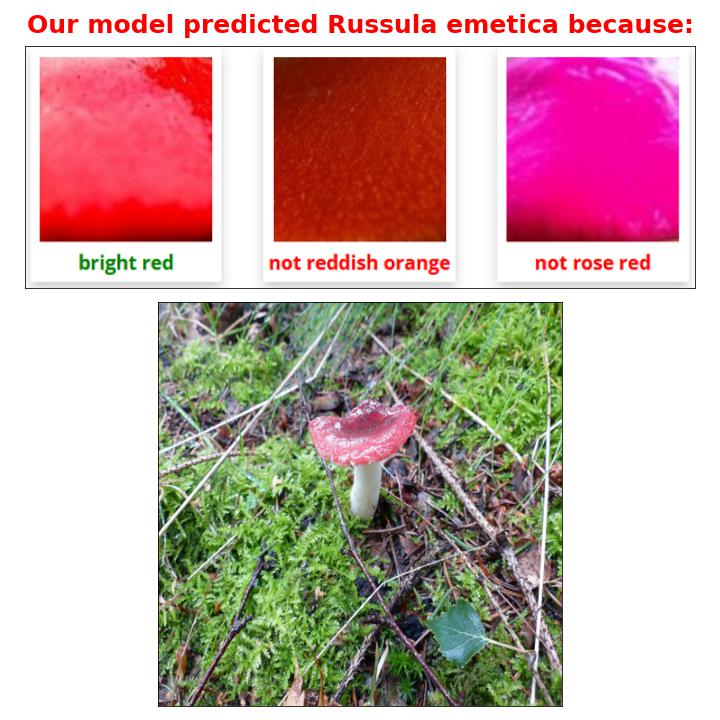 Our model predicted Russula emetica because:
bright red
not reddish orange
not rose red